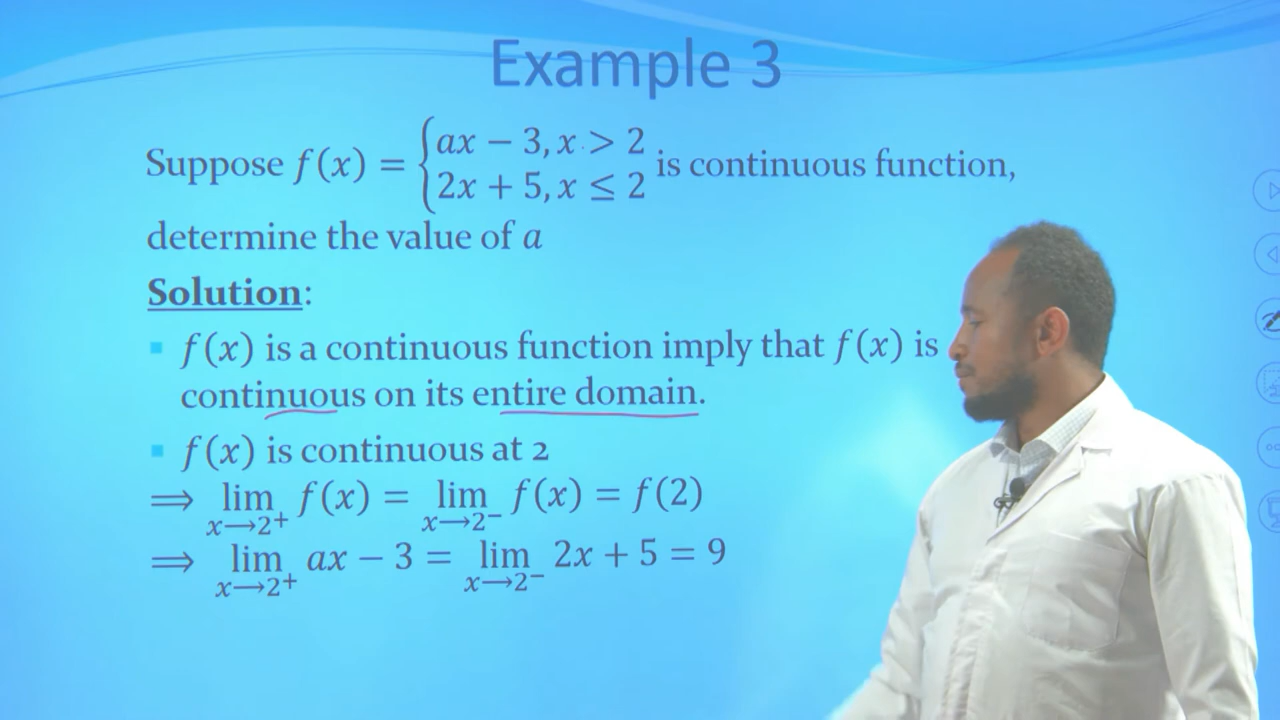 Example 3
Suppose f(x) = {ax − 3, x > 2
2x + 5, x ≤ 2 is continuous function,
determine the value of a
Solution:
f(x) is a continuous function imply that f(x) is
continuous on its entire domain.
f(x) is continuous at 2
⟹ lim x⟶2⁺ f(x) = lim x⟶2⁻ f(x) = f(2)
⟹ lim x⟶2⁺ ax − 3 = lim x⟶2⁻ 2x + 5 = 9